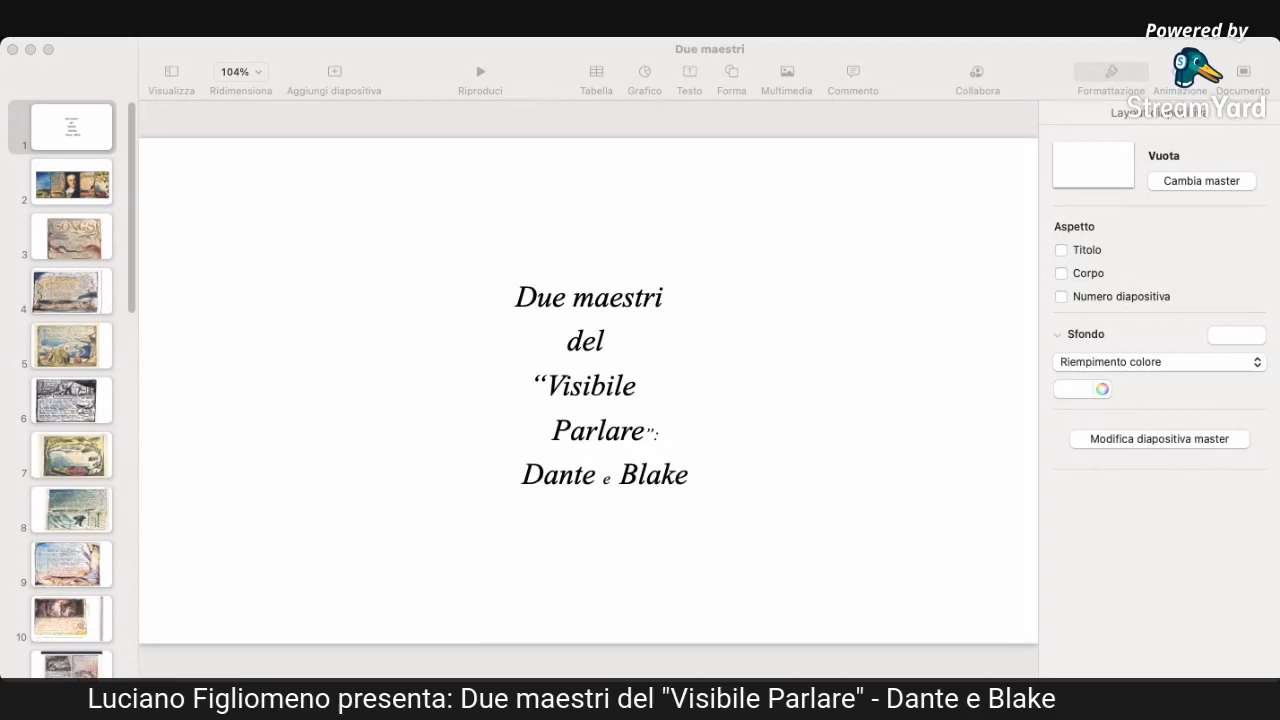 Powered by
StreamYard
Due maestri
104%
Visualizza
Ridimensiona
Aggiungi diapositiva
Riproduci
Tabella
Grafico
Testo
Forma
Multimedia
Commento
Collabora
Formattazione
Animazione
Documento
1
2
3
SONGS
4
5
6
7
8
9
10
Due maestri
del
“Visibile
Parlare”:
Dante e Blake
Vuota
Cambia master
Aspetto
Titolo
Corpo
Numero diapositiva
Sfondo
Riempimento colore
Modifica diapositiva master
Luciano Figliomeno presenta: Due maestri del "Visibile Parlare" - Dante e Blake